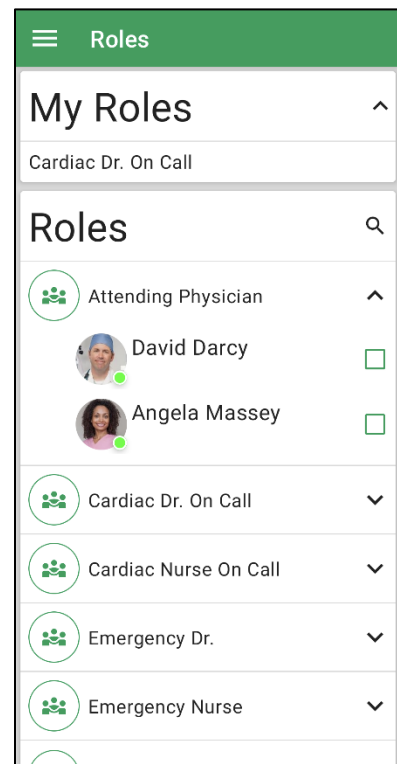 Roles
My Roles
Cardiac Dr. On Call
Roles
Attending Physician
David Darcy
Angela Massey
Cardiac Dr. On Call
Cardiac Nurse On Call
Emergency Dr.
Emergency Nurse